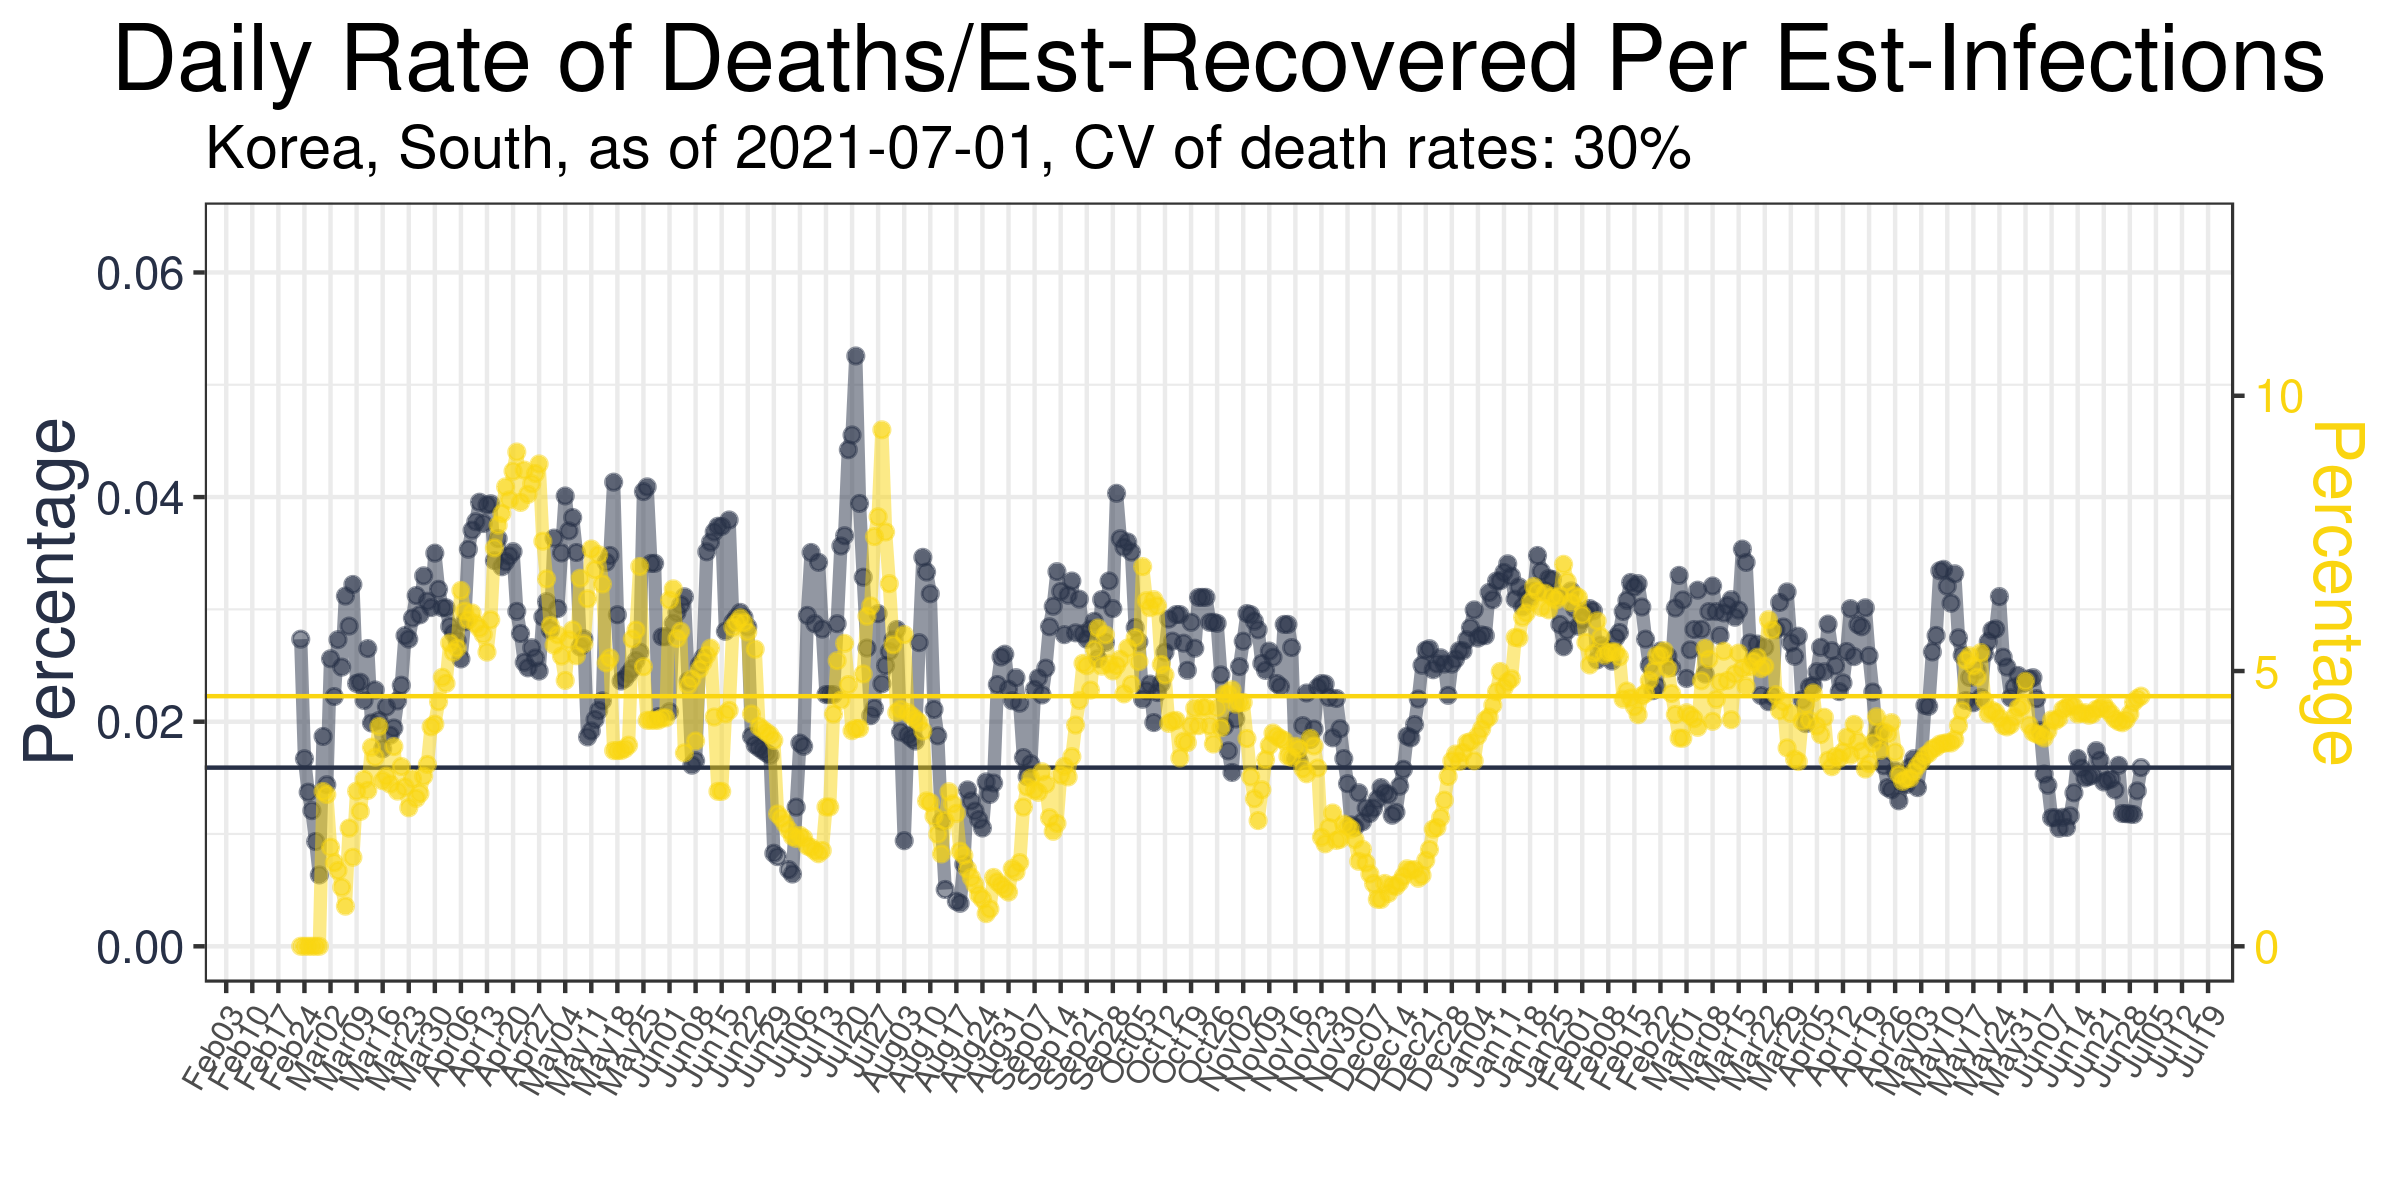 Daily Rate of Deaths/Est-Recovered Per Est-Infections
Korea, South, as of 2021-07-01, CV of death rates: 30%
Percentage
0.06
0.04
0.02
0.00
10
5
0
Percentage
Feb03
Feb10
Feb17
Feb24
Mar02
Mar09
Mar16
Mar23
Mar30
Apr06
Apr13
Apr20
Apr27
May04
May11
May18
May25
Jun01
Jun08
Jun15
Jun22
Jun29
Jul06
Jul13
Jul20
Jul27
Aug03
Aug10
Aug17
Aug24
Aug31
Sep07
Sep14
Sep21
Sep28
Oct05
Oct12
Oct19
Oct26
Nov02
Nov09
Nov16
Nov23
Nov30
Dec07
Dec14
Dec21
Dec28
Jan04
Jan11
Jan18
Jan25
Feb01
Feb08
Feb15
Feb22
Mar01
Mar08
Mar15
Mar22
Mar29
Apr05
Apr12
Apr19
Apr26
May03
May10
May17
May24
May31
Jun07
Jun14
Jun21
Jun28
Jul05
Jul12
Jul19